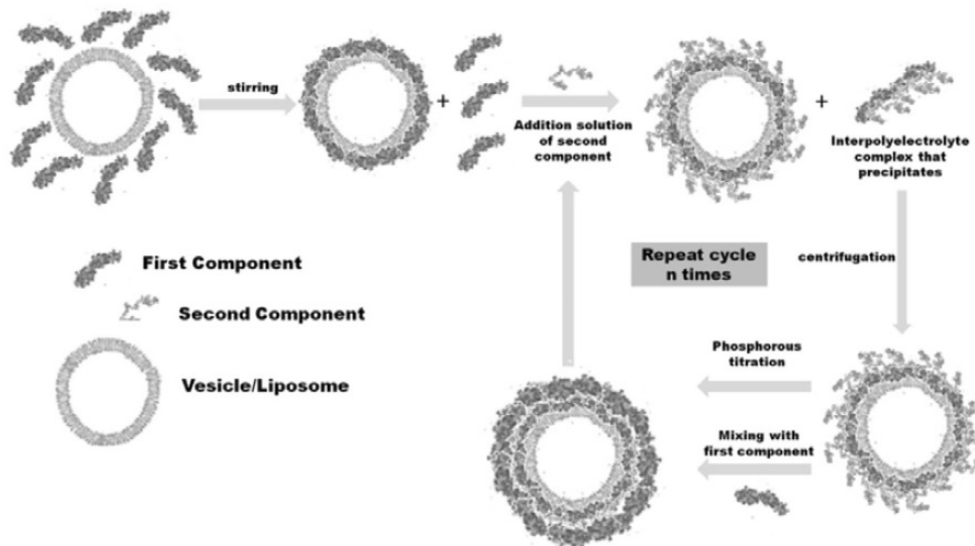 stirring
+
Addition solution
of second
component
+
Interpolyelectrolyte
complex that
precipitates
First Component
Second Component
Vesicle/Liposome
Repeat cycle
n times
centrifugation
Phosphorous
titration
Mixing with
first component